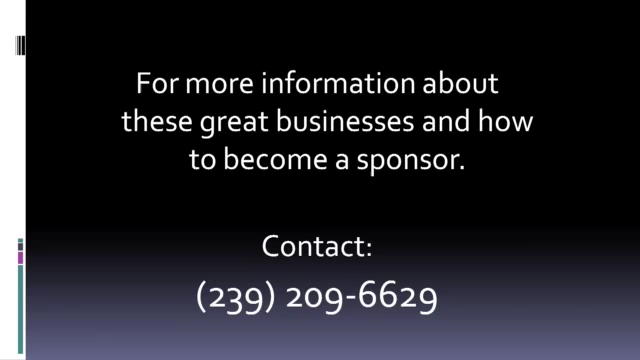 For more information about
these great businesses and how
to become a sponsor.
Contact:
(239) 209-6629